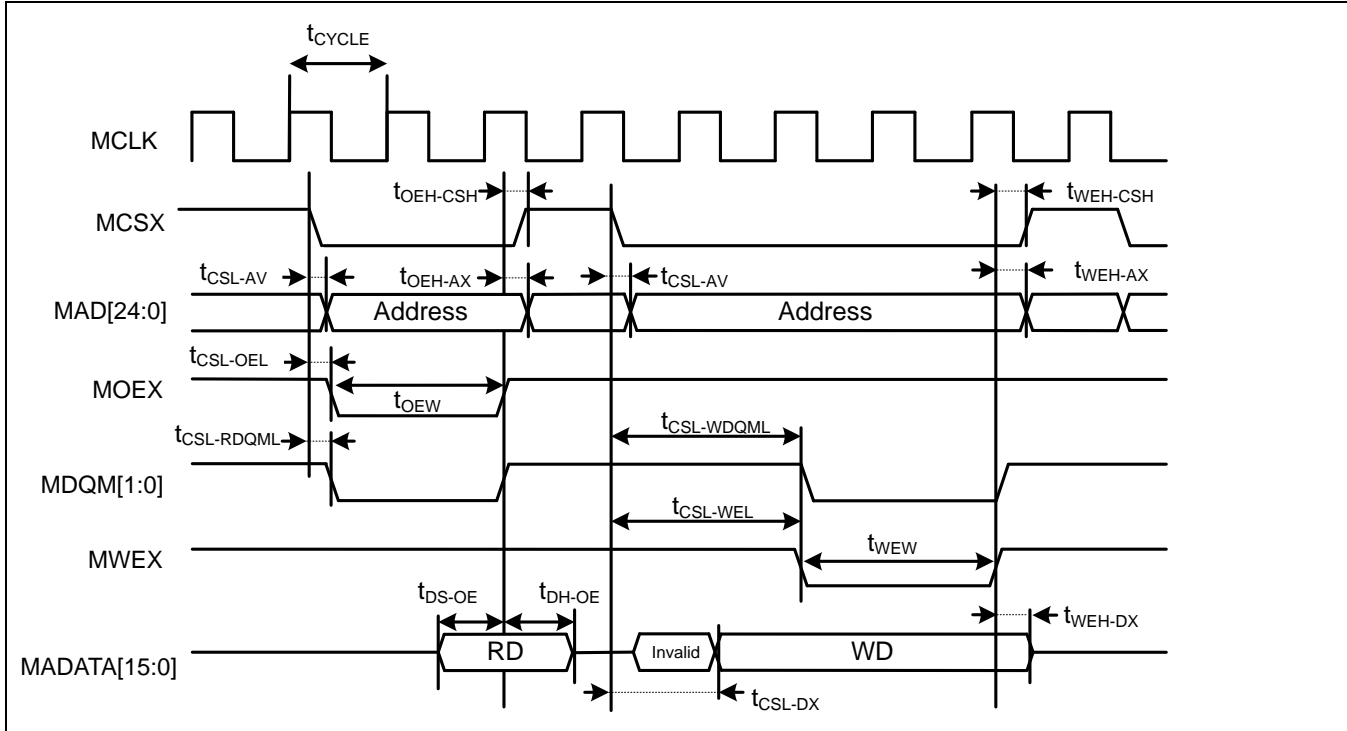 tCYCLE
MCLK
tOEH-CSH
tWEH-CSH
MCSX
tCSL-AV
tOEH-AX
tCSL-AV
tWEH-AX
MAD[24:0]
Address
Address
tCSL-OEL
MOEX
tOEW
tCSL-RDQML
tCSL-WDQML
MDQM[1:0]
tCSL-WEL
MWEX
tWEW
tDS-OE
tDH-OE
tWEH-DX
MADATA[15:0]
RD
Invalid
WD
tCSL-DX